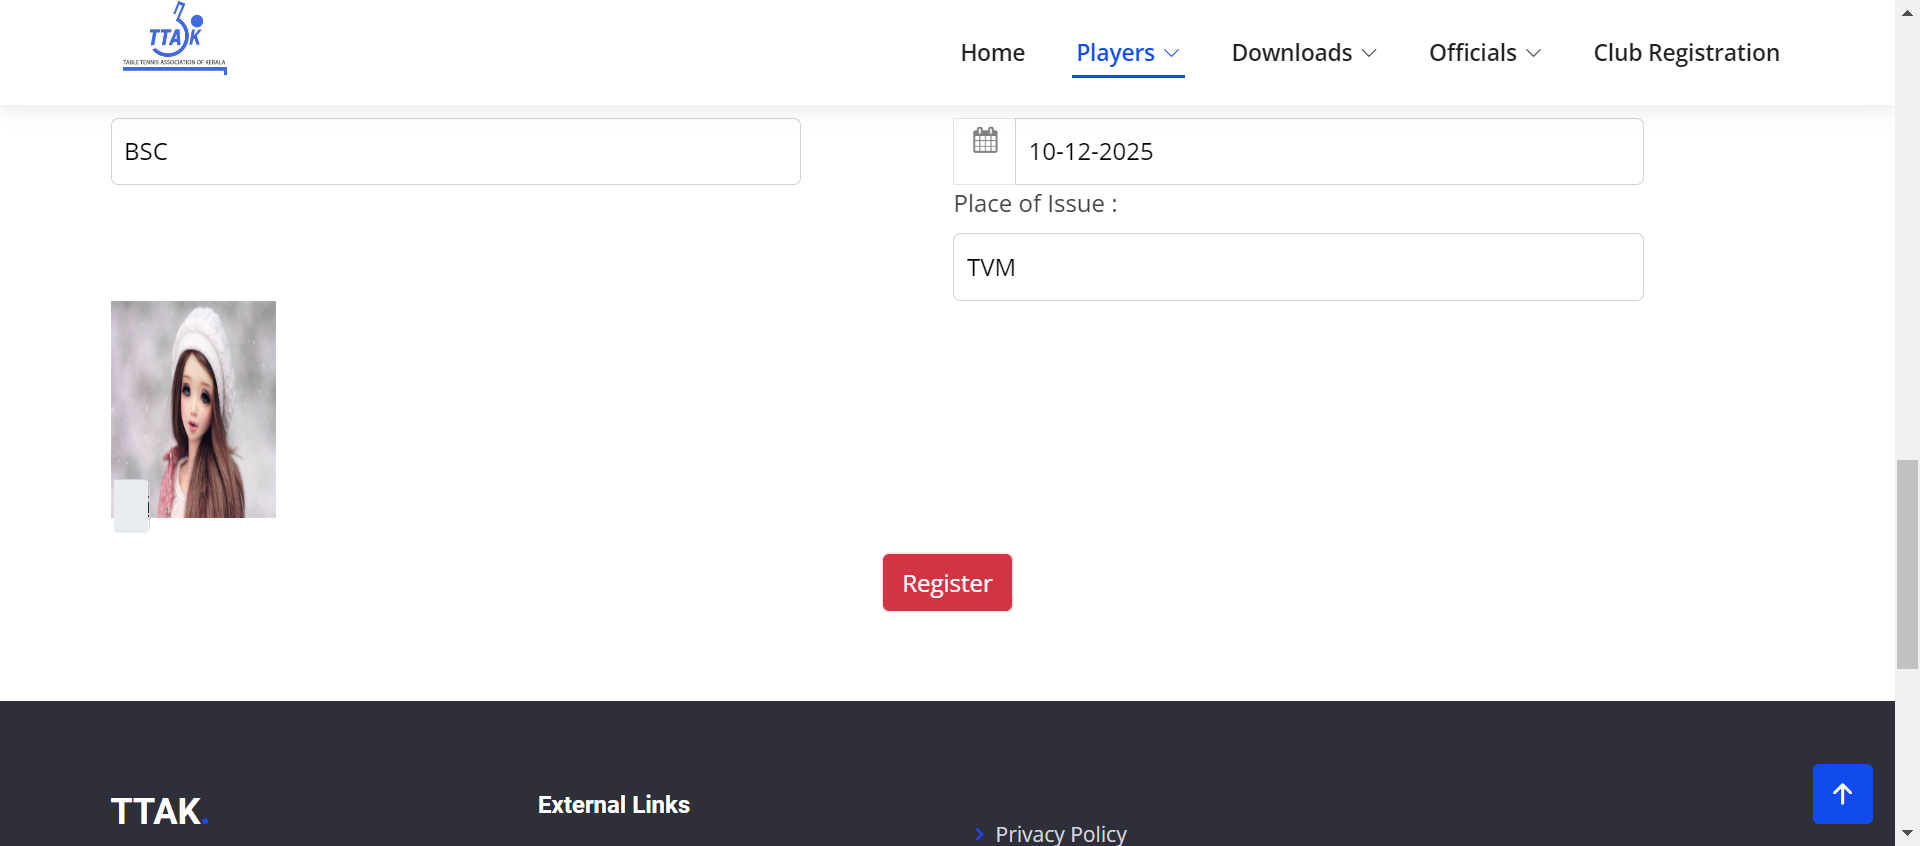 TTAK
TABLE TENNIS ASSOCIATION OF KERALA
Home
Players
Downloads
Officials
Club Registration
BSC
10-12-2025
Place of Issue :
TVM
Register
TTAK.
External Links
Privacy Policy